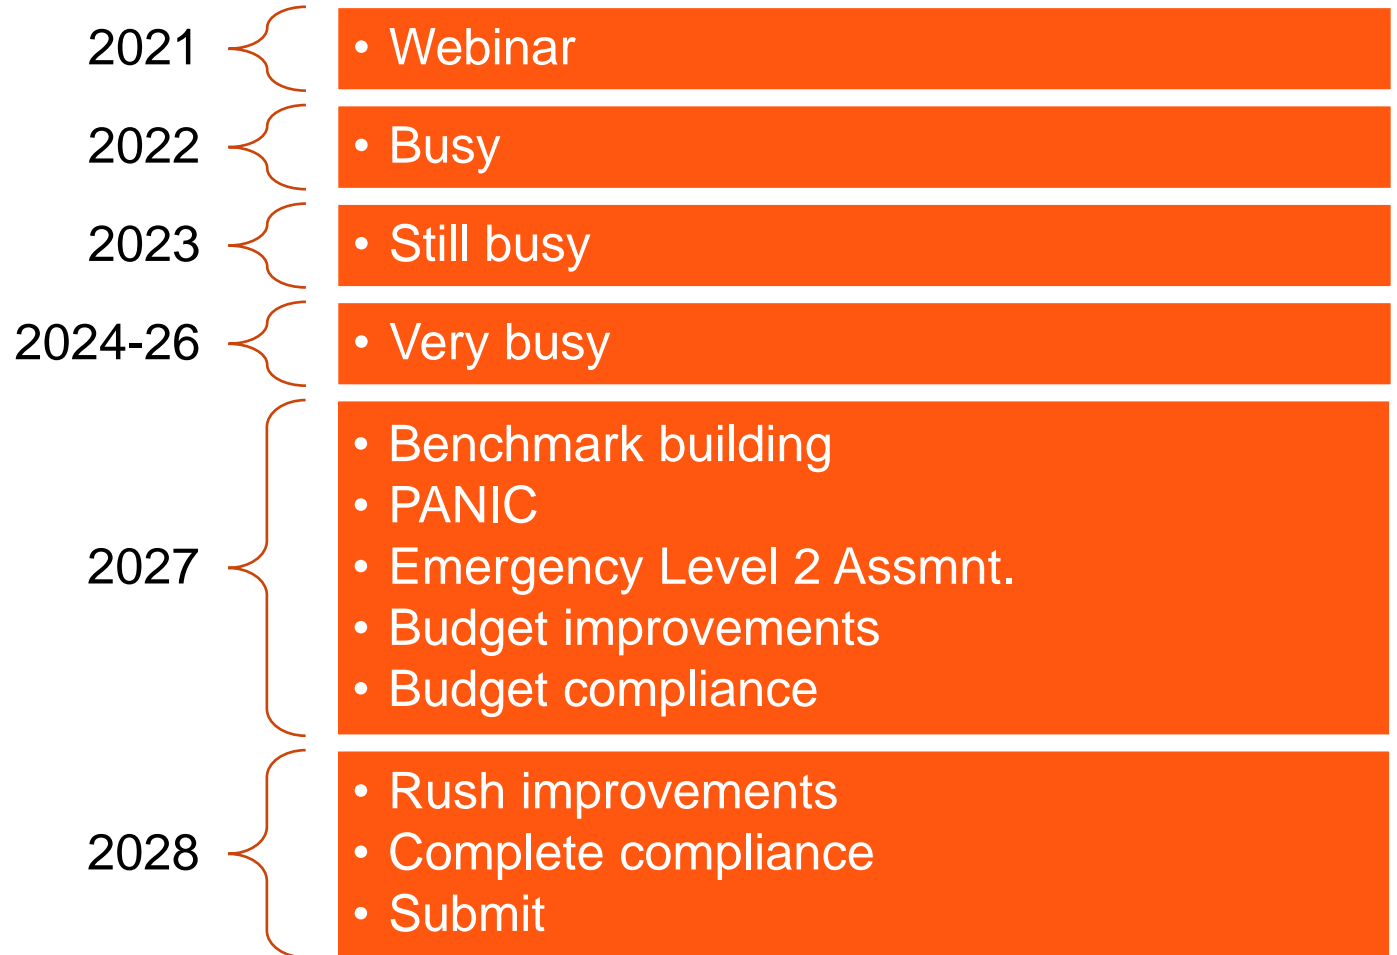 2021
• Webinar
2022
• Busy
2023
• Still busy
2024-26
• Very busy
2027
• Benchmark building
• PANIC
• Emergency Level 2 Assmnt.
• Budget improvements
• Budget compliance
2028
• Rush improvements
• Complete compliance
• Submit